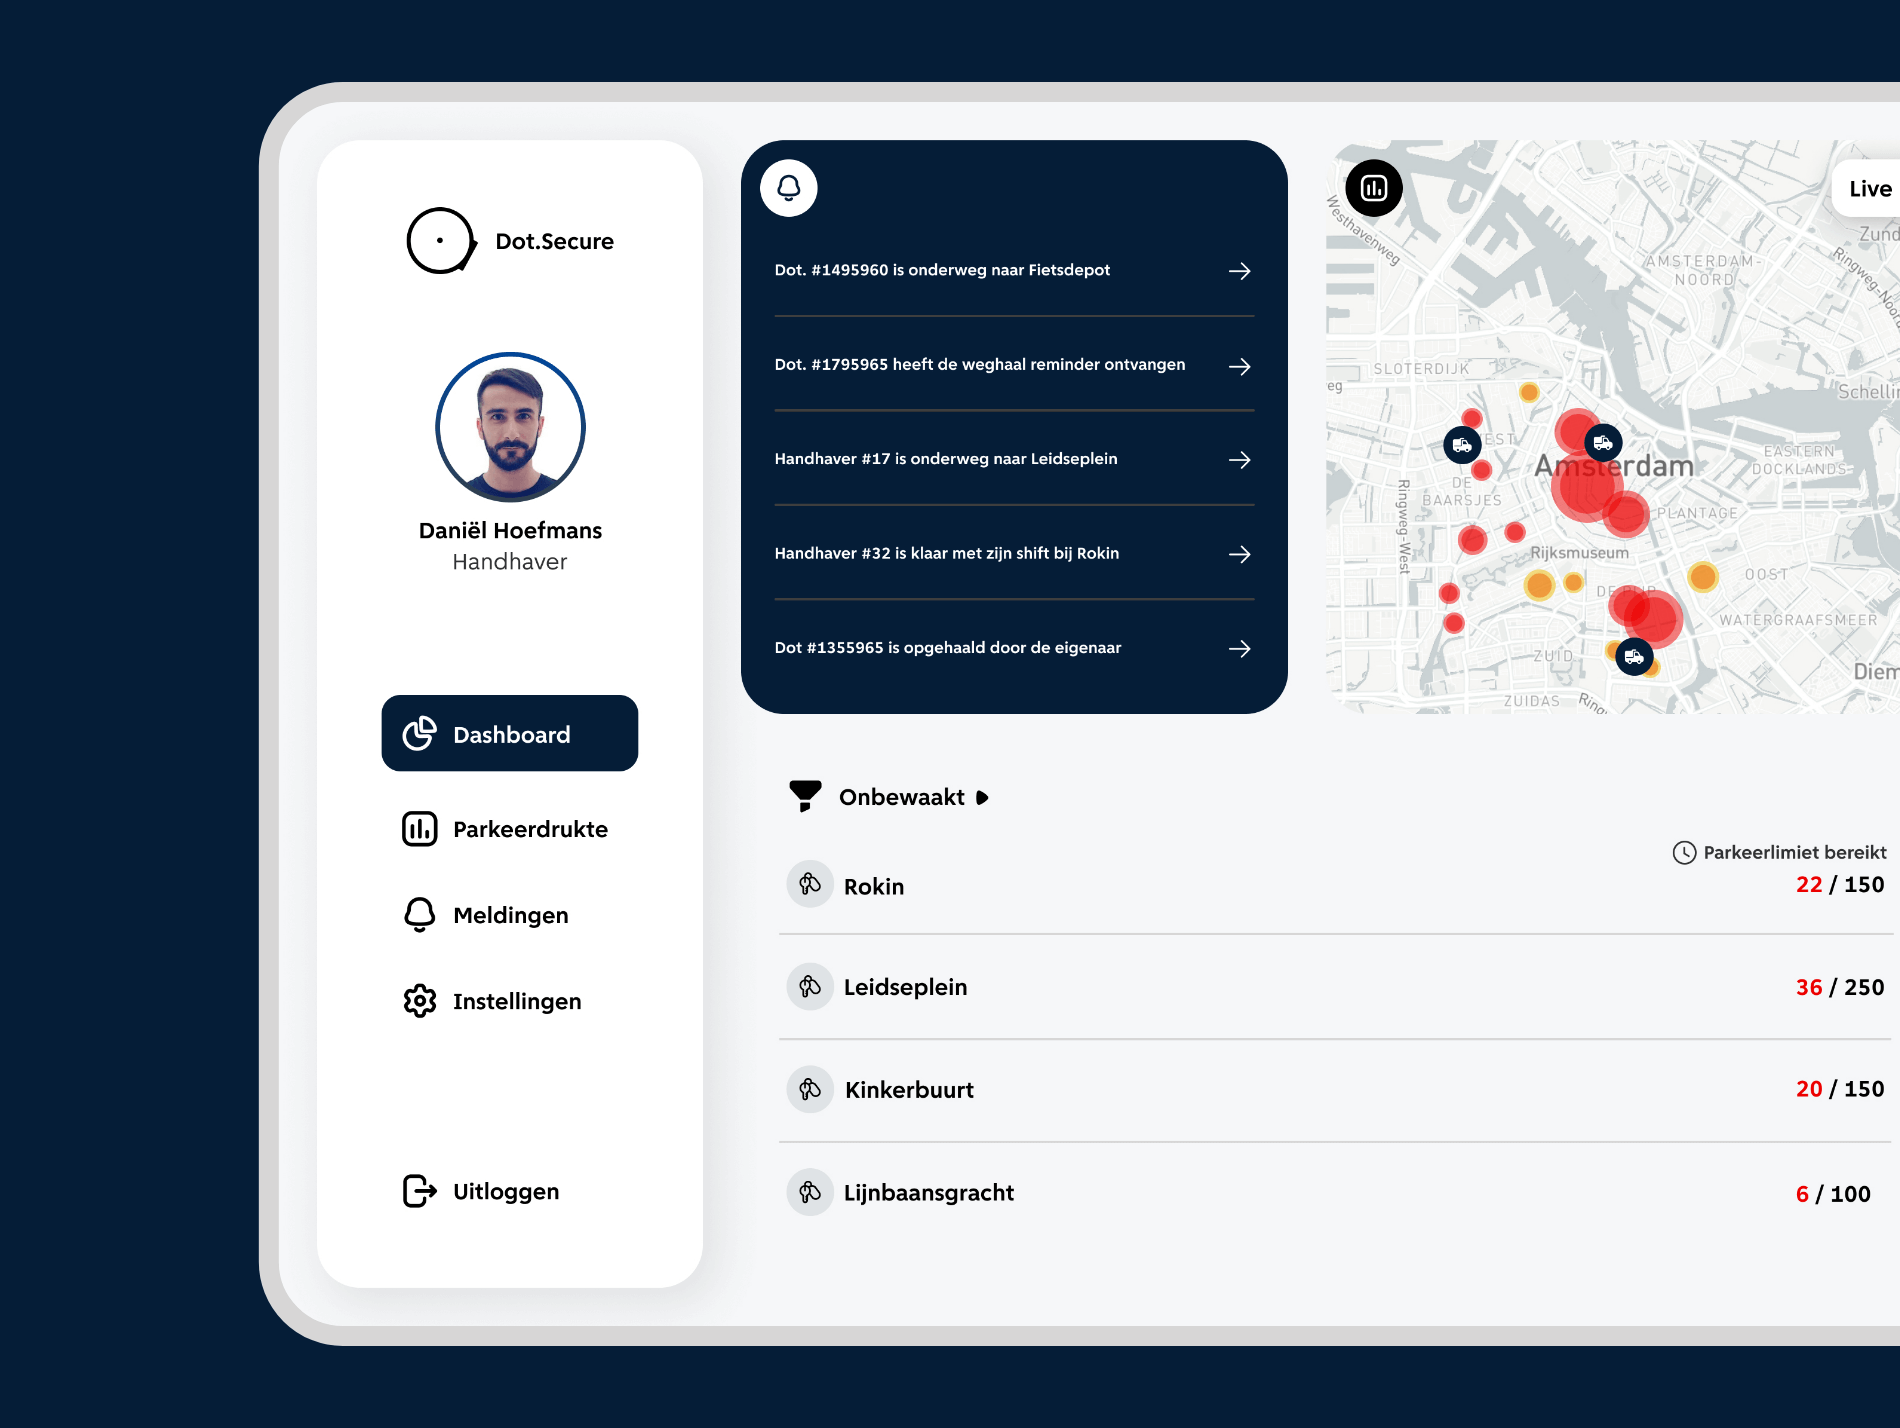 Dot.Secure
Daniël Hoefmans
Handhaver
Dashboard
Parkeerdrukte
Meldingen
Instellingen
Uitloggen
Dot. #1495960 is onderweg naar Fietsdepot
Dot. #1795965 heeft de weghaal reminder ontvangen
Handhaver #17 is onderweg naar Leidseplein
Handhaver #32 is klaar met zijn shift bij Rokin
Dot #1355965 is opgehaald door de eigenaar
Live
Westhavenweg
Zund
AMSTERDAM-
NOORD
Ringweg-Noord
SLOTERDIJK
eg
Schellin
EST
Amsterdam
EASTERN
DOCKLANDS
DE
BAARSJES
Ringweg-West
PLANTAGE
Rijksmuseum
OOST
DE PIJP
WATERGRAAFSMEER
ZUID
Diem
ZUIDAS
Ringw
Onbewaakt
Parkeerlimiet bereikt
Rokin
22 / 150
Leidseplein
36 / 250
Kinkerbuurt
20 / 150
Lijnbaansgracht
6 / 100